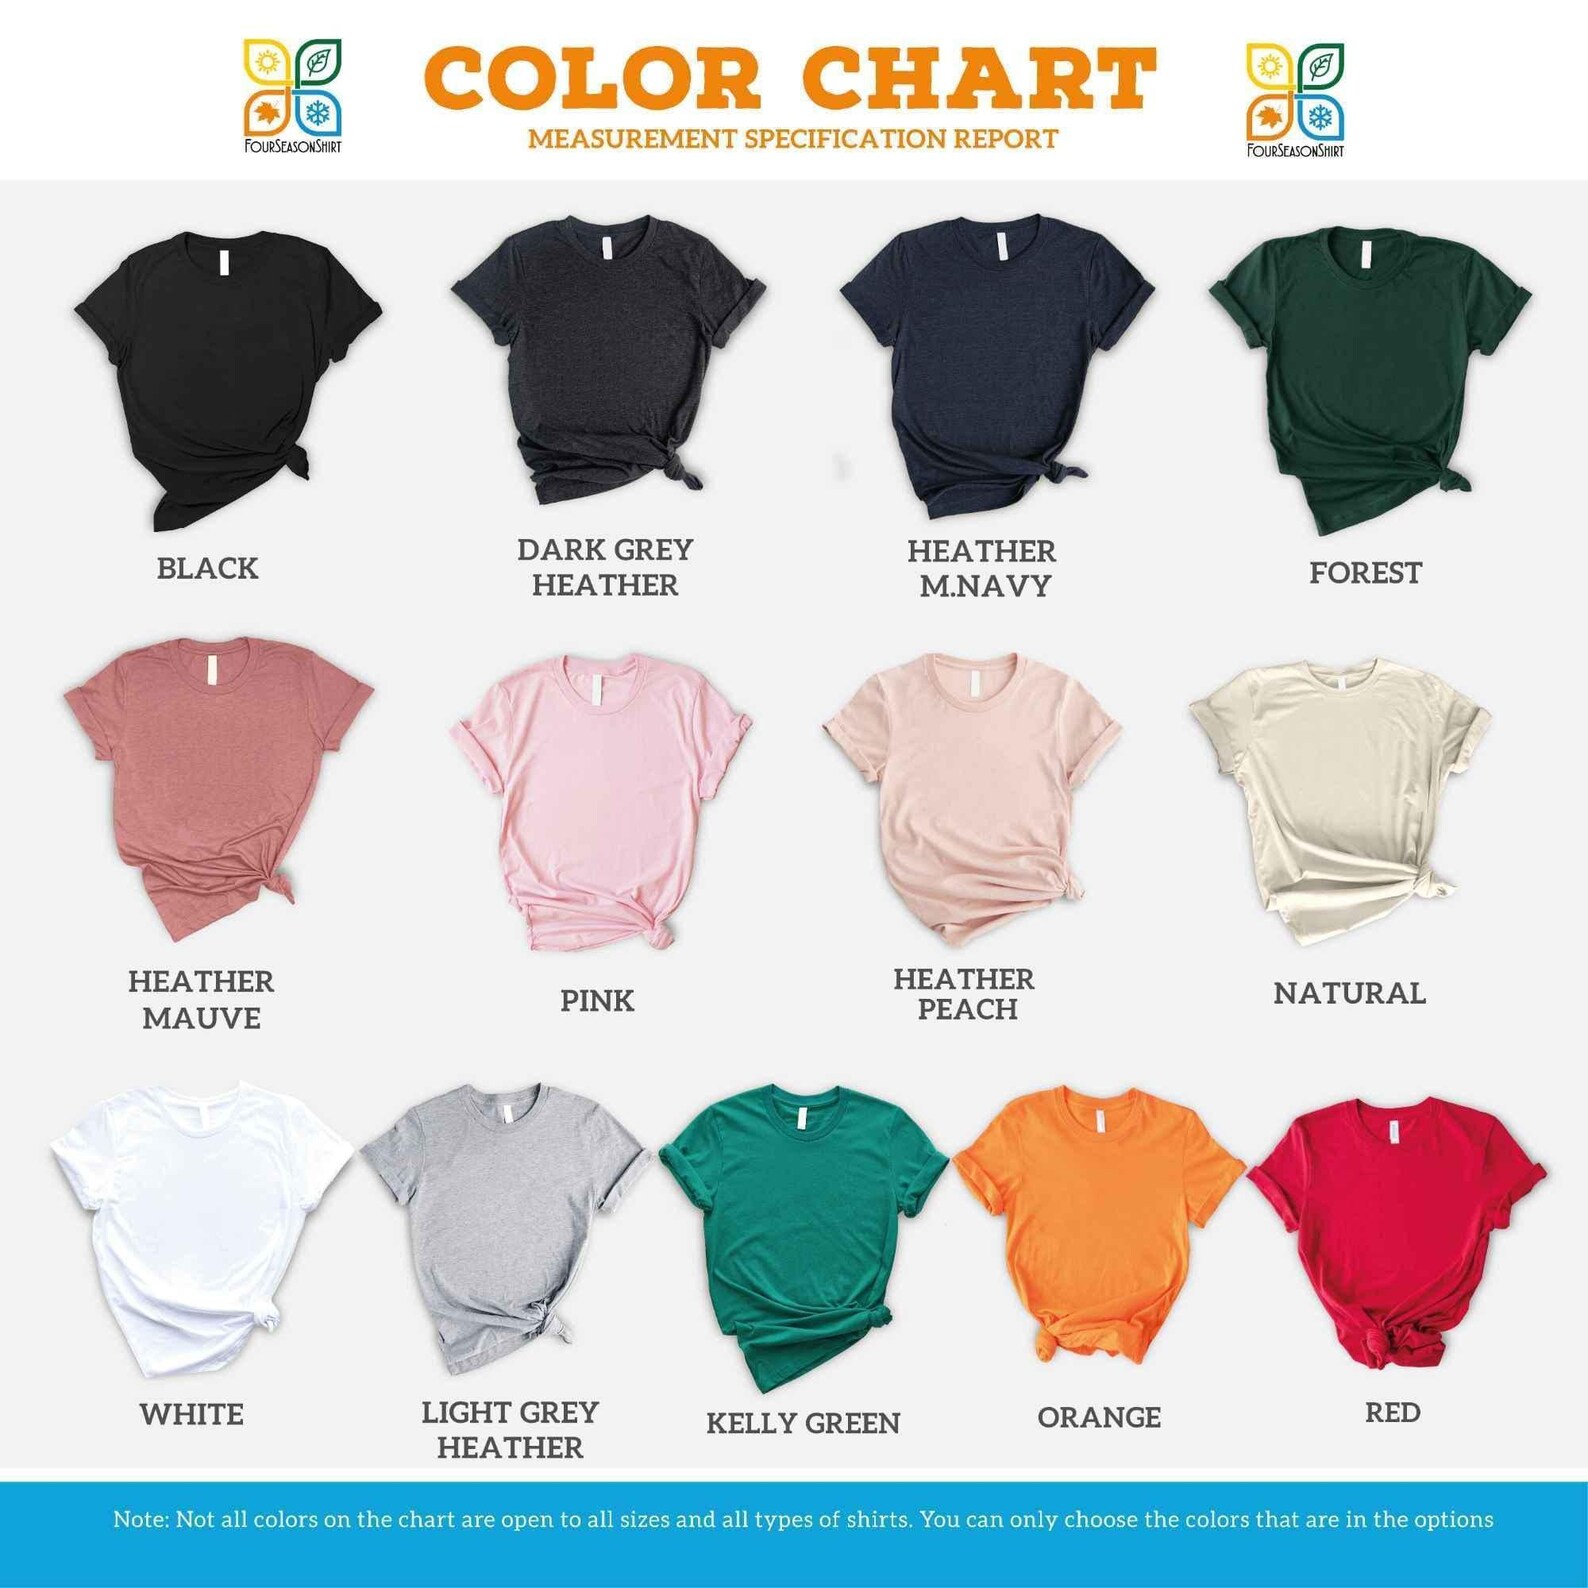 COLOR CHART
MEASUREMENT SPECIFICATION REPORT
FOURSEASONSHIRT
FOURSEASONSHIRT
BLACK
DARK GREY
HEATHER
HEATHER
M.NAVY
FOREST
HEATHER
MAUVE
PINK
HEATHER
PEACH
NATURAL
WHITE
LIGHT GREY
HEATHER
KELLY GREEN
ORANGE
RED
Note: Not all colors on the chart are open to all sizes and all types of shirts. You can only choose the colors that are in the options